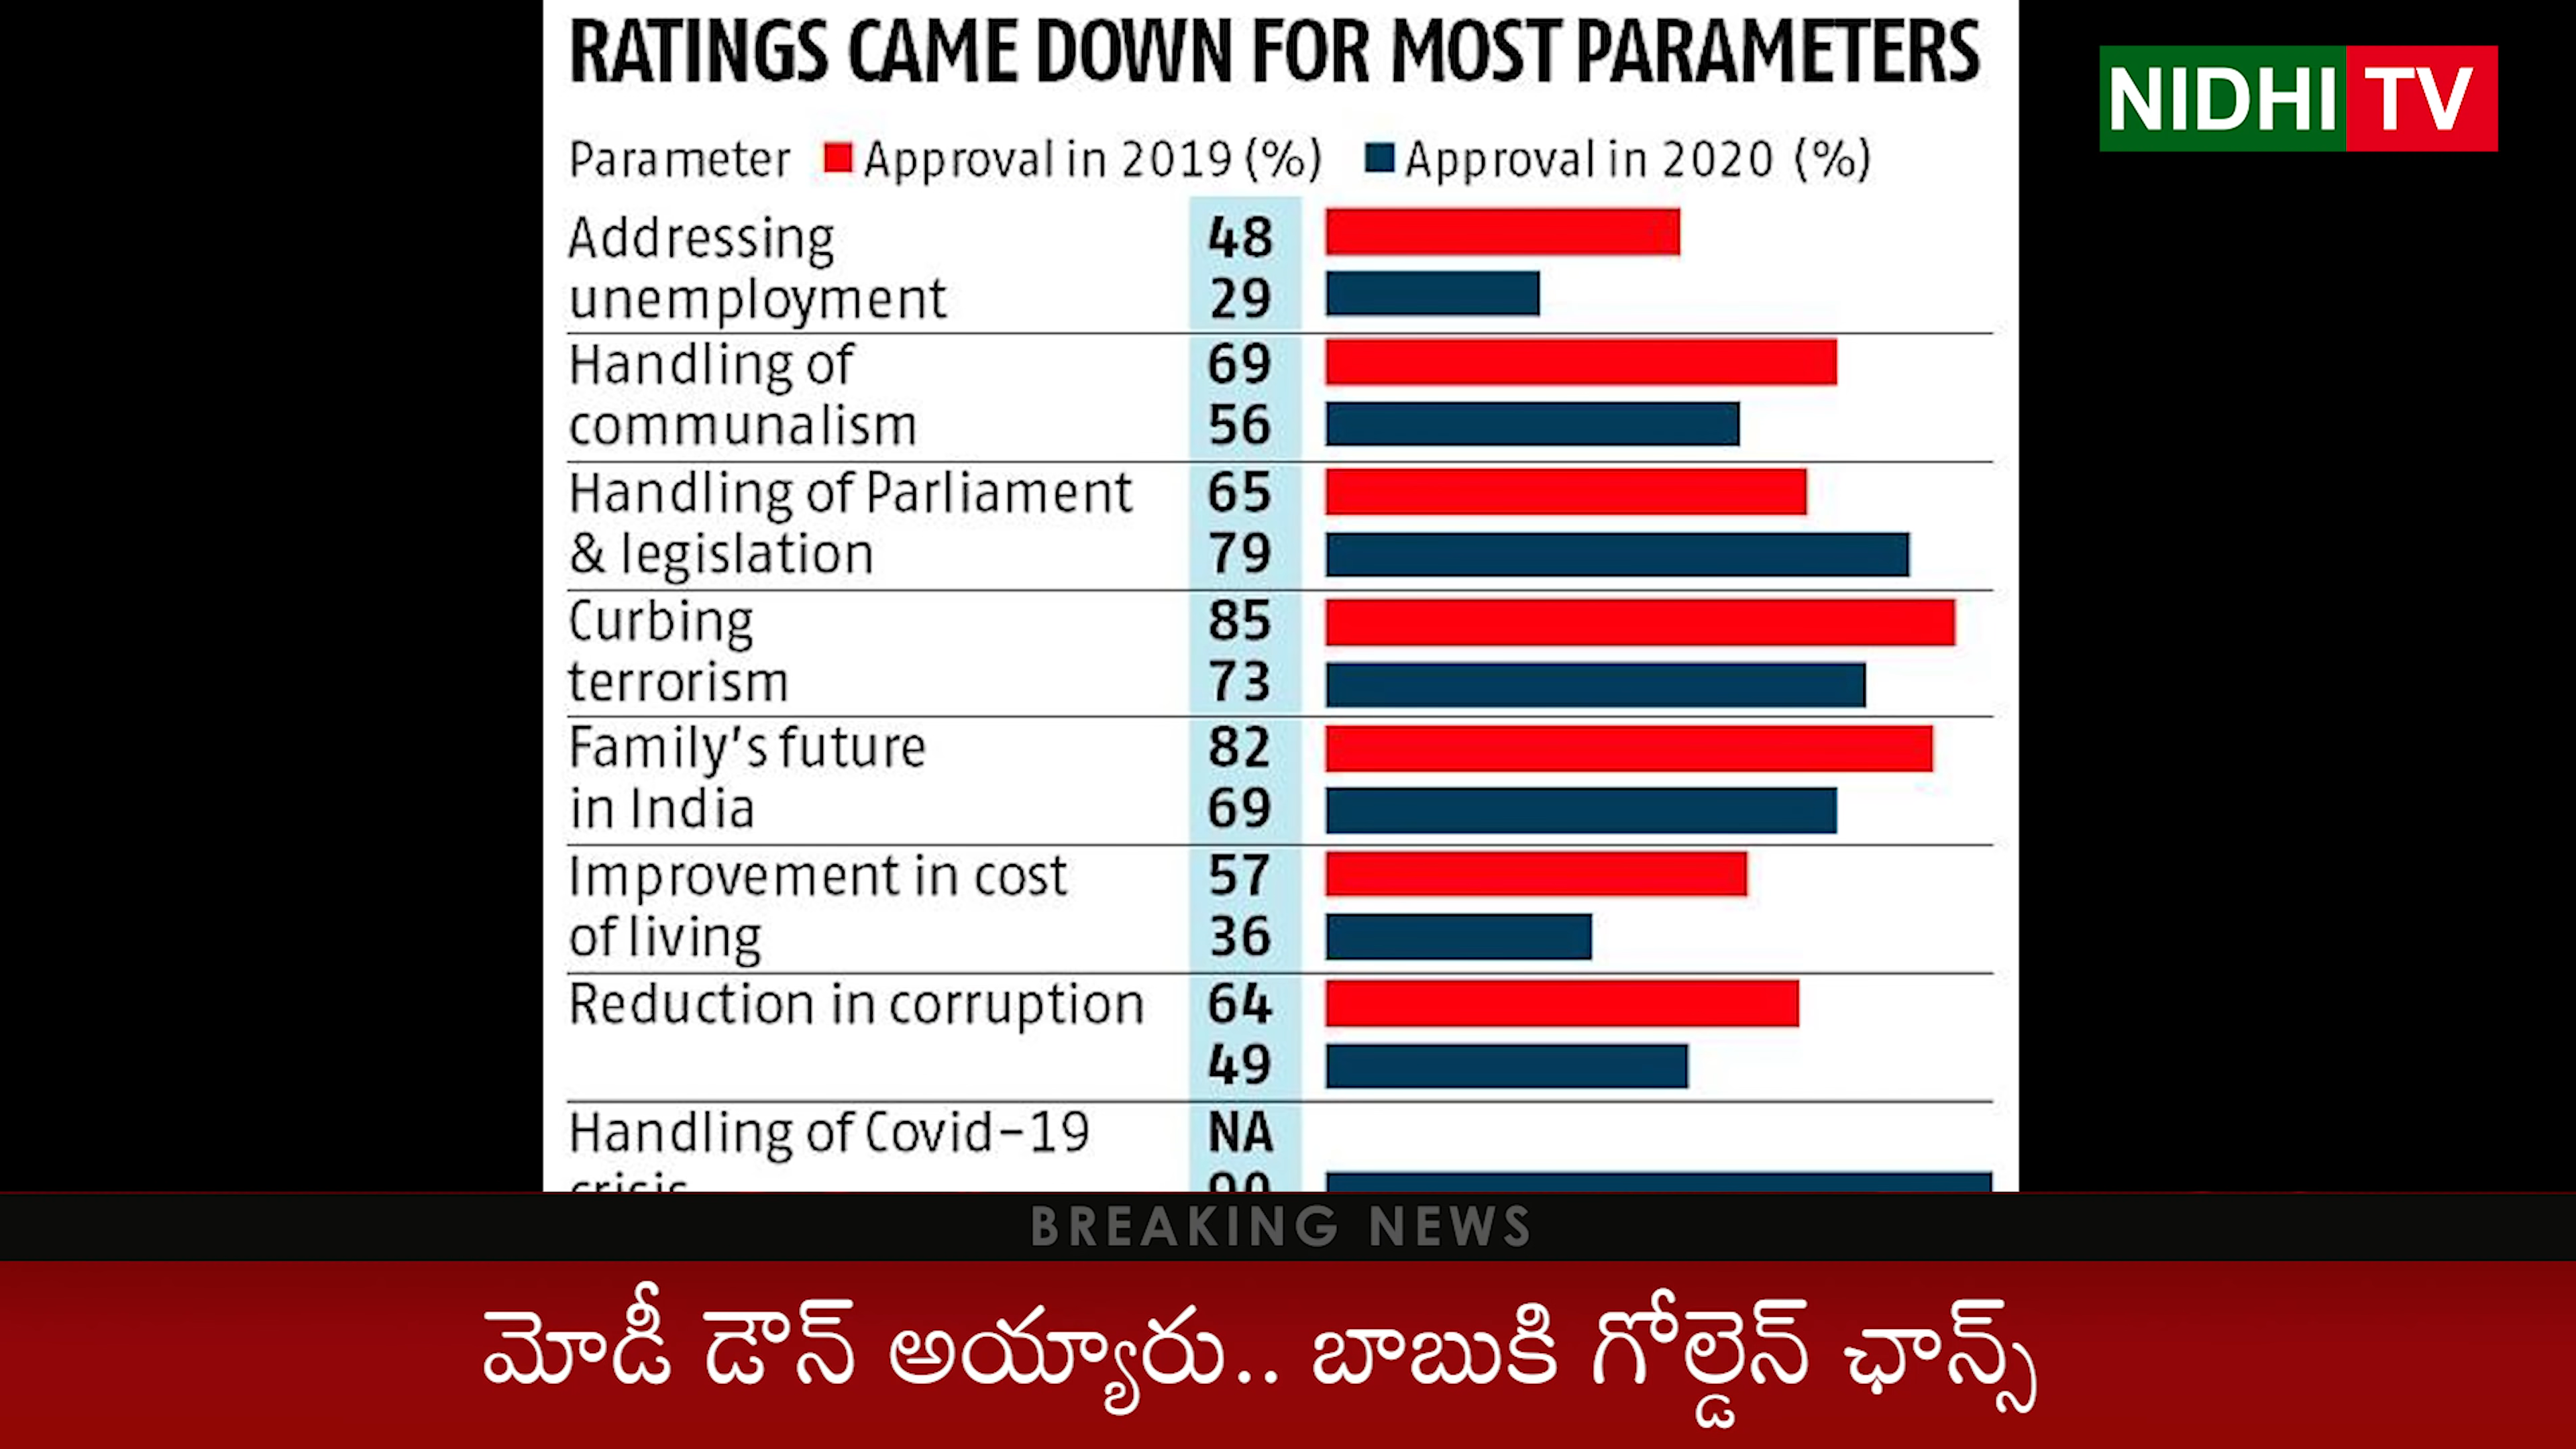 RATINGS CAME DOWN FOR MOST PARAMETERS
NIDHI TV
Parameter Approval in 2019 (%) Approval in 2020 (%)
Addressing 48
unemployment 29
Handling of 69
communalism 56
Handling of Parliament 65
& legislation 79
Curbing 85
terrorism 73
Family's future 82
in India 69
Improvement in cost 57
of living 36
Reduction in corruption 64
49
Handling of Covid-19 NA
crisis
BREAKING NEWS
మోడీ డౌన్ అయ్యారు.. బాబుకి గోల్డెన్ ఛాన్స్